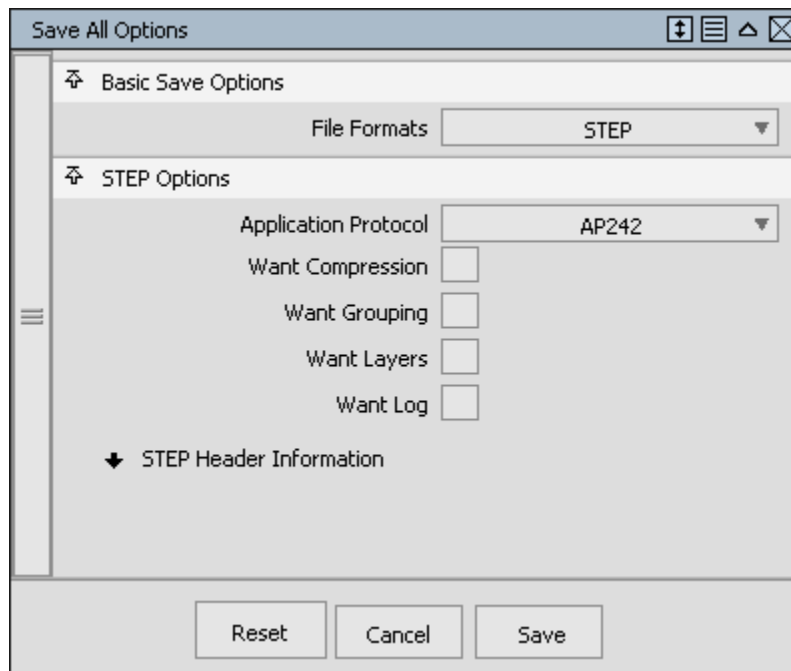 Save All Options
Basic Save Options
File Formats STEP
STEP Options
Application Protocol AP242
Want Compression
Want Grouping
Want Layers
Want Log
STEP Header Information
Reset Cancel Save